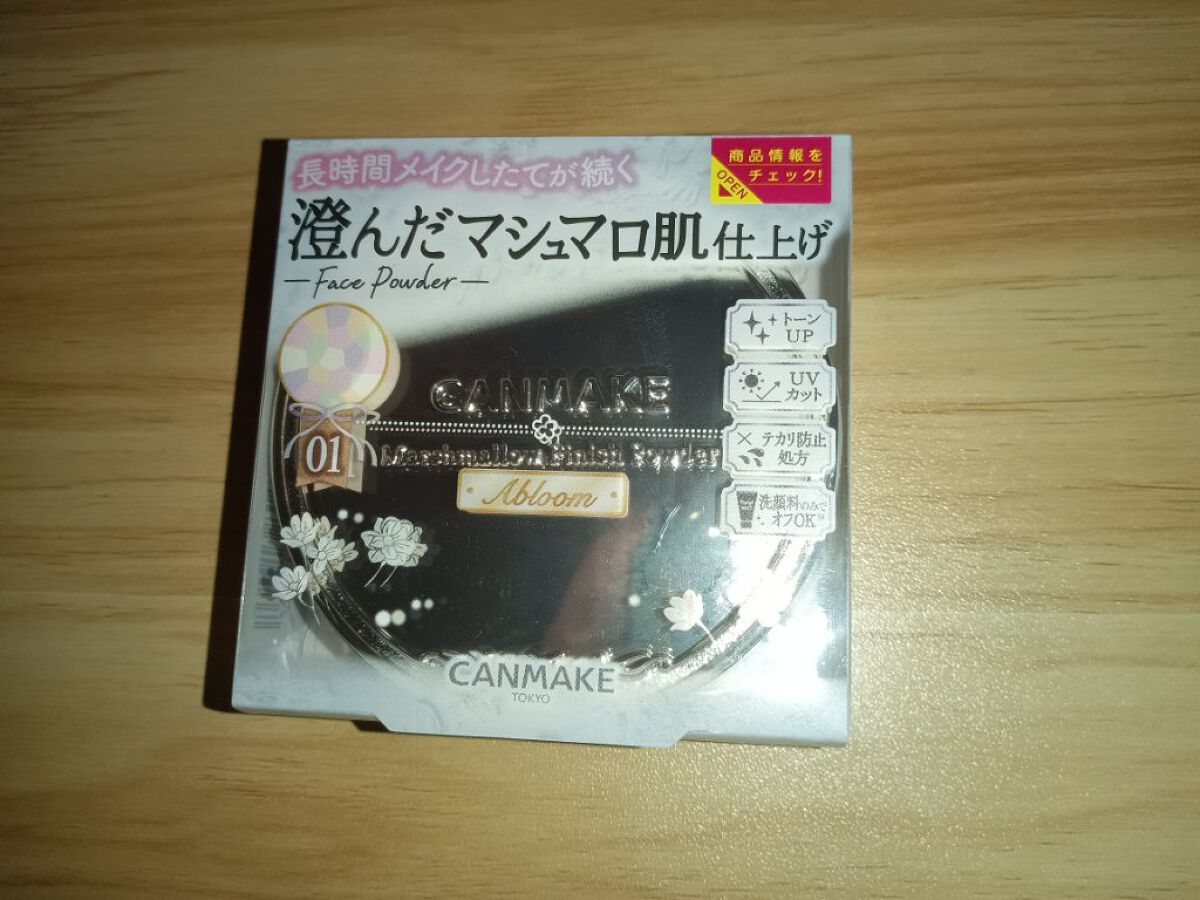 長時間メイクしたてが続く
商品情報を
チェック!
OPEN
澄んだマシュマロ肌仕上げ
Face Powder
トーン
UP
UV
カット
テカリ防止
処方
洗顔料のみで
オフOK
01
CANMAKE
Marshmallow Finish Powder
Abloom
CANMAKE
TOKYO